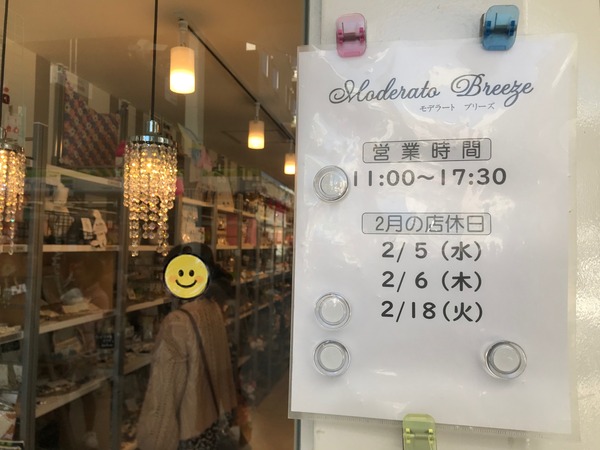 Moderato Breeze
モデラート ブリーズ
営業時間
11:00〜17:30
2月の店休日
2/5(水)
2/6(木)
2/18(火)